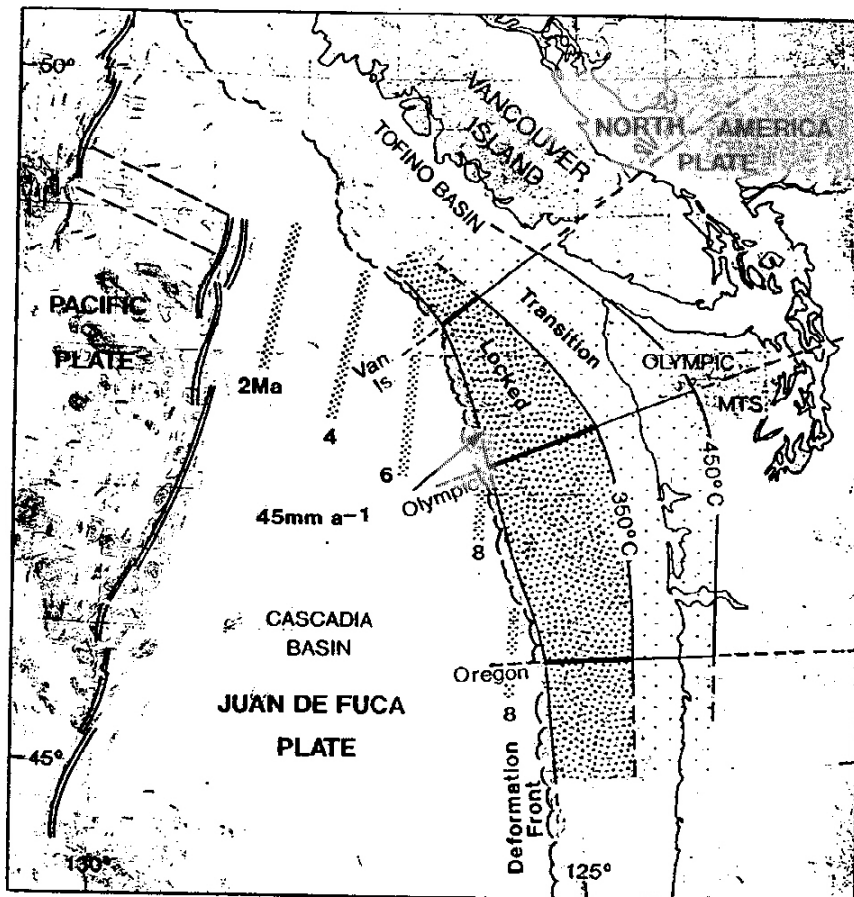 50°
VANCOUVER
ISLAND
NORTH AMERICA
PLATE
TOFINO BASIN
PACIFIC
PLATE
2Ma
4
6
8
Van
Is
Locked
Transition
OLYMPIC
MTS
Olympic
45mm a-1
350°C
450°C
CASCADIA
BASIN
JUAN DE FUCA
PLATE
Oregon
8
Deformation
Front
45°
130°
125°